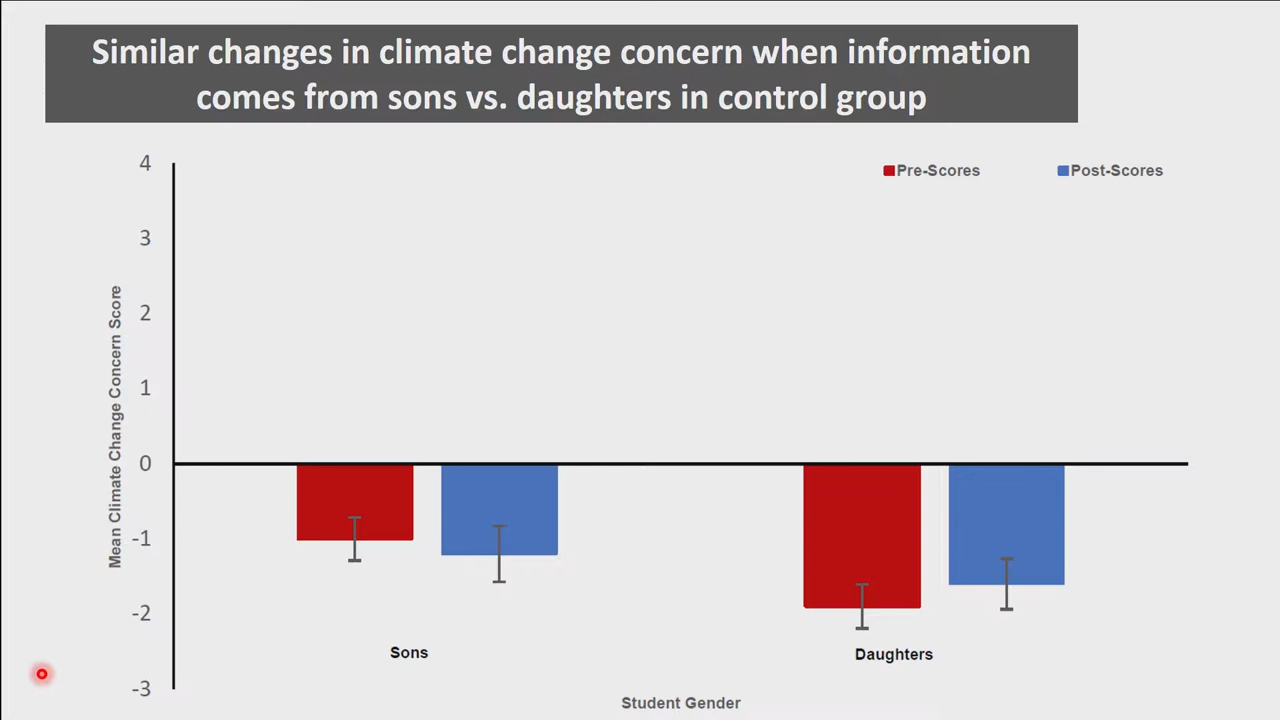 Similar changes in climate change concern when information
comes from sons vs. daughters in control group
Pre-Scores
Post-Scores
Mean Climate Change Concern Score
4
3
2
1
0
-1
-2
-3
Sons
Daughters
Student Gender